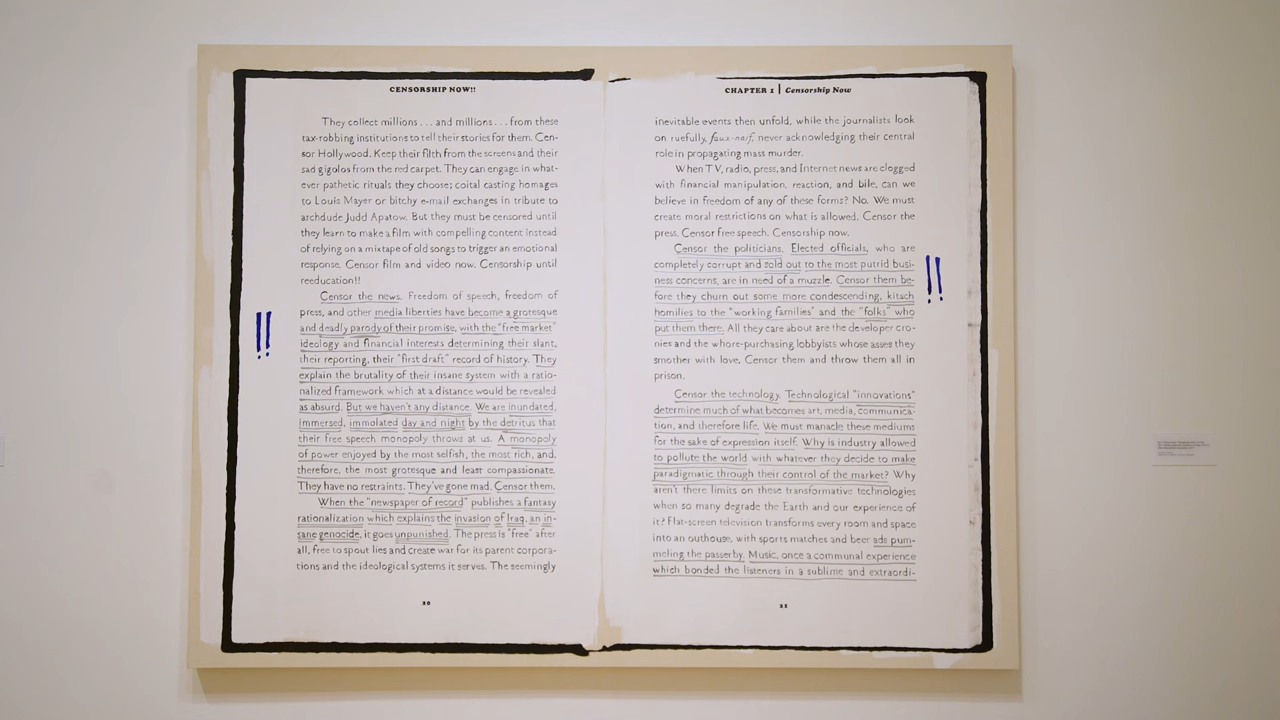 CENSORSHIP NOW!!
They collect millions . . . and millions . . . from these
tax-robbing institutions to tell their stories for them. Cen-
sor Hollywood. Keep their filth from the screens and their
sad gigolos from the red carpet. They can engage in what-
ever pathetic rituals they choose; coital casting homages
to Louis Mayer or bitchy e-mail exchanges in tribute to
archdude Judd Apatow. But they must be censored until
they learn to make a film with compelling content instead
of relying on a mixtape of old songs to trigger an emotional
response. Censor film and video now. Censorship until
reeducation!!
Censor the news. Freedom of speech, freedom of
press, and other media liberties have become a grotesque
and deadly parody of their promise, with the "free market"
ideology and financial interests determining their slant,
their reporting, their "first draft" record of history. They
explain the brutality of their insane system with a ratio-
nalized framework which at a distance would be revealed
as absurd. But we haven't any distance. We are inundated,
immersed, immolated day and night by the detritus that
their free speech monopoly throws at us. A monopoly
of power enjoyed by the most selfish, the most rich, and,
therefore, the most grotesque and least compassionate.
They have no restraints. They've gone mad. Censor them.
When the "newspaper of record" publishes a fantasy
rationalization which explains the invasion of Iraq, an in-
sane genocide, it goes unpunished. The press is "free" after
all, free to spout lies and create war for its parent corpora-
tions and the ideological systems it serves. The seemingly
20
!!
CHAPTER 1 | Censorship Now
inevitable events then unfold, while the journalists look
on ruefully, faux-naif, never acknowledging their central
role in propagating mass murder.
When TV, radio, press, and Internet news are clogged
with financial manipulation, reaction, and bile, can we
believe in freedom of any of these forms? No. We must
create moral restrictions on what is allowed. Censor the
press. Censor free speech. Censorship now.
Censor the politicians. Elected officials, who are
completely corrupt and sold out to the most putrid busi-
ness concerns, are in need of a muzzle. Censor them be-
fore they churn out some more condescending, kitsch
homilies to the "working families" and the "folks" who
put them there. All they care about are the developer cro-
nies and the whore-purchasing lobbyists whose asses they
smother with love. Censor them and throw them all in
prison.
Censor the technology. Technological "innovations"
determine much of what becomes art, media, communica-
tion, and therefore life. We must manacle these mediums
for the sake of expression itself. Why is industry allowed
to pollute the world with whatever they decide to make
paradigmatic through their control of the market? Why
aren't there limits on these transformative technologies
when so many degrade the Earth and our experience of
it? Flat-screen television transforms every room and space
into an outhouse, with sports matches and beer ads pum-
meling the passerby. Music, once a communal experience
which bonded the listeners in a sublime and extraordi-
21
!!